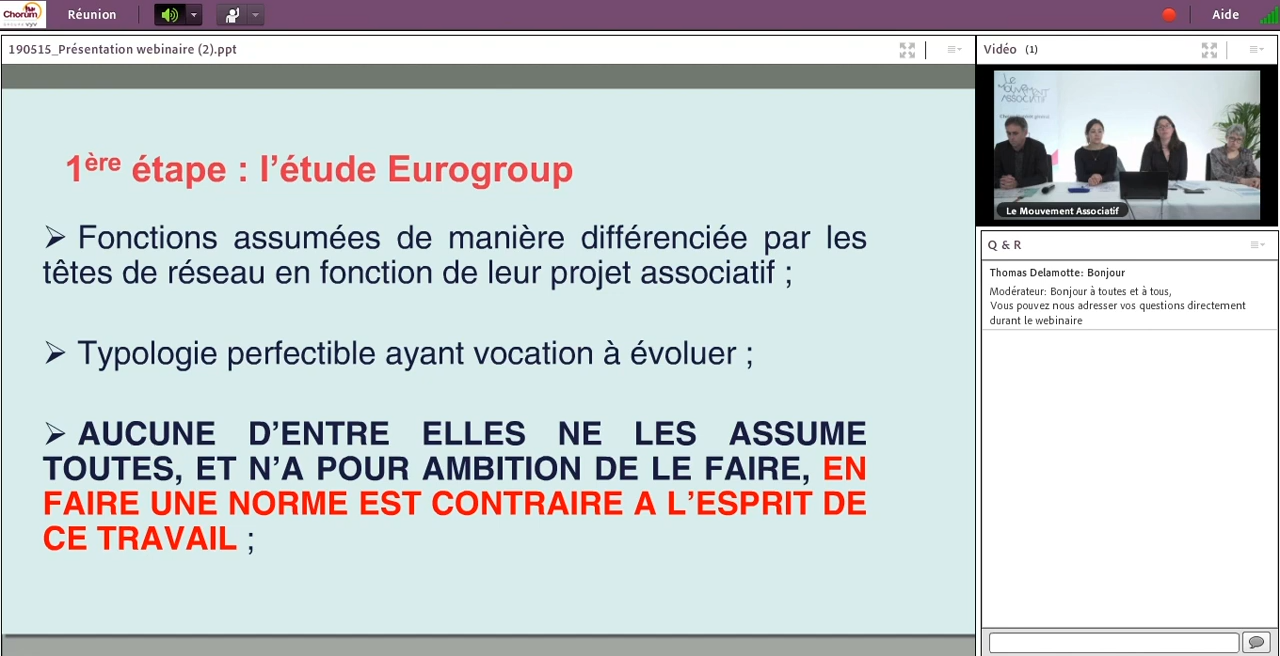 Chorum
Réunion
Aide
190515_Présentation webinaire (2).ppt
1ère étape : l’étude Eurogroup
➢ Fonctions assumées de manière différenciée par les
têtes de réseau en fonction de leur projet associatif ;
➢ Typologie perfectible ayant vocation à évoluer ;
➢ AUCUNE D’ENTRE ELLES NE LES ASSUME
TOUTES, ET N’A POUR AMBITION DE LE FAIRE, EN
FAIRE UNE NORME EST CONTRAIRE A L’ESPRIT DE
CE TRAVAIL ;
Vidéo (1)
Le
MOUVEMENT
ASSOCIATIF
Le Mouvement Associatif
Q & R
Thomas Delamotte: Bonjour
Modérateur: Bonjour à toutes et à tous,
Vous pouvez nous adresser vos questions directement
durant le webinaire